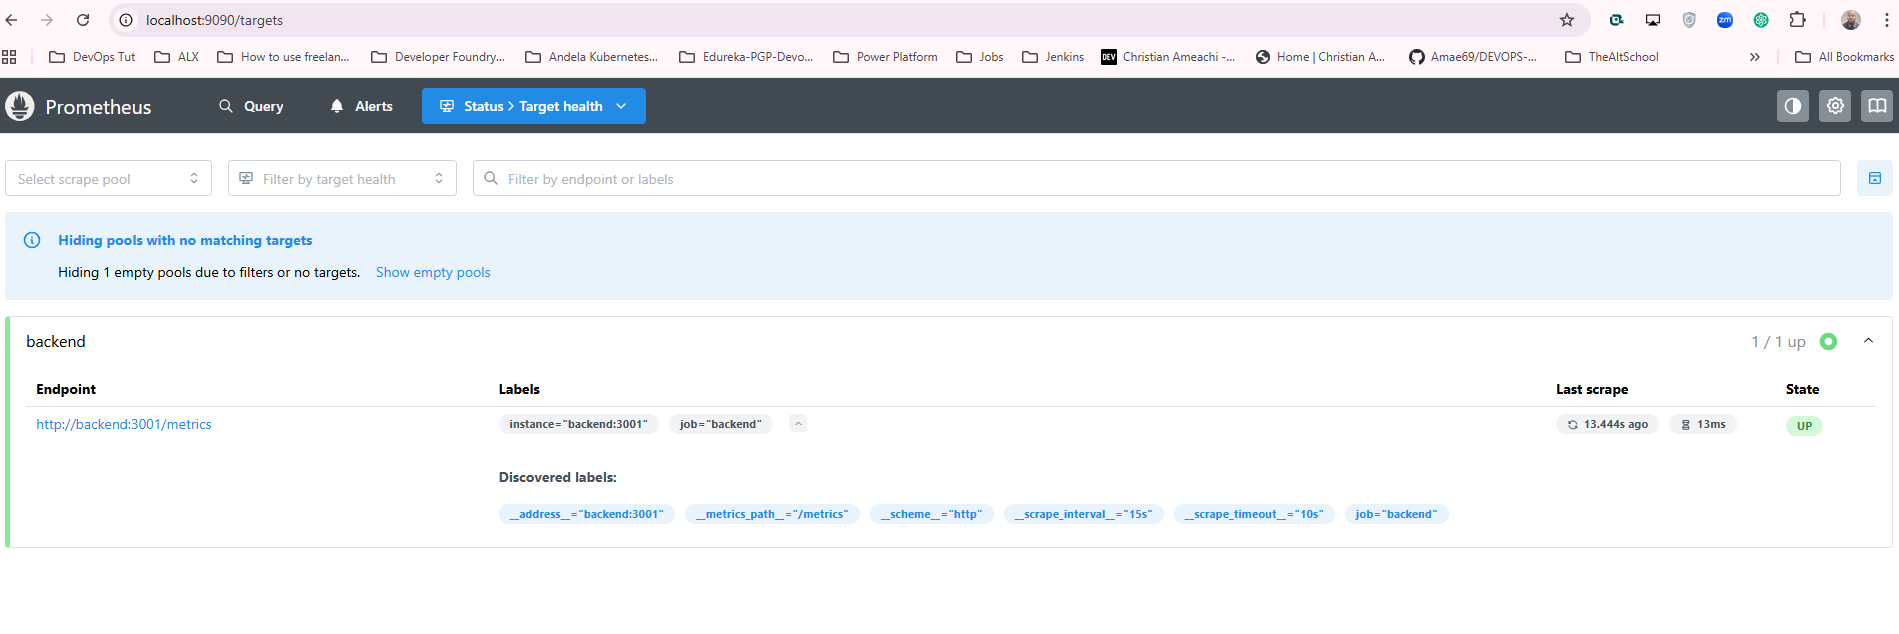 localhost:9090/targets
DevOps Tut ALX How to use freelan... Developer Foundry... Andela Kubernetes... Edureka-PGP-Devo... Power Platform Jobs Jenkins DEV Christian Ameachi -... Home | Christian A... Amae69/DEVOPS-... TheAltSchool » All Bookmarks
Prometheus Query Alerts Status > Target health
Select scrape pool Filter by target health Filter by endpoint or labels
Hiding pools with no matching targets
Hiding 1 empty pools due to filters or no targets. Show empty pools
backend 1 / 1 up
Endpoint Labels Last scrape State
http://backend:3001/metrics instance="backend:3001" job="backend" 13.444s ago 13ms UP
Discovered labels:
__address__="backend:3001" __metrics_path__="/metrics" __scheme__="http" __scrape_interval__="15s" __scrape_timeout__="10s" job="backend"